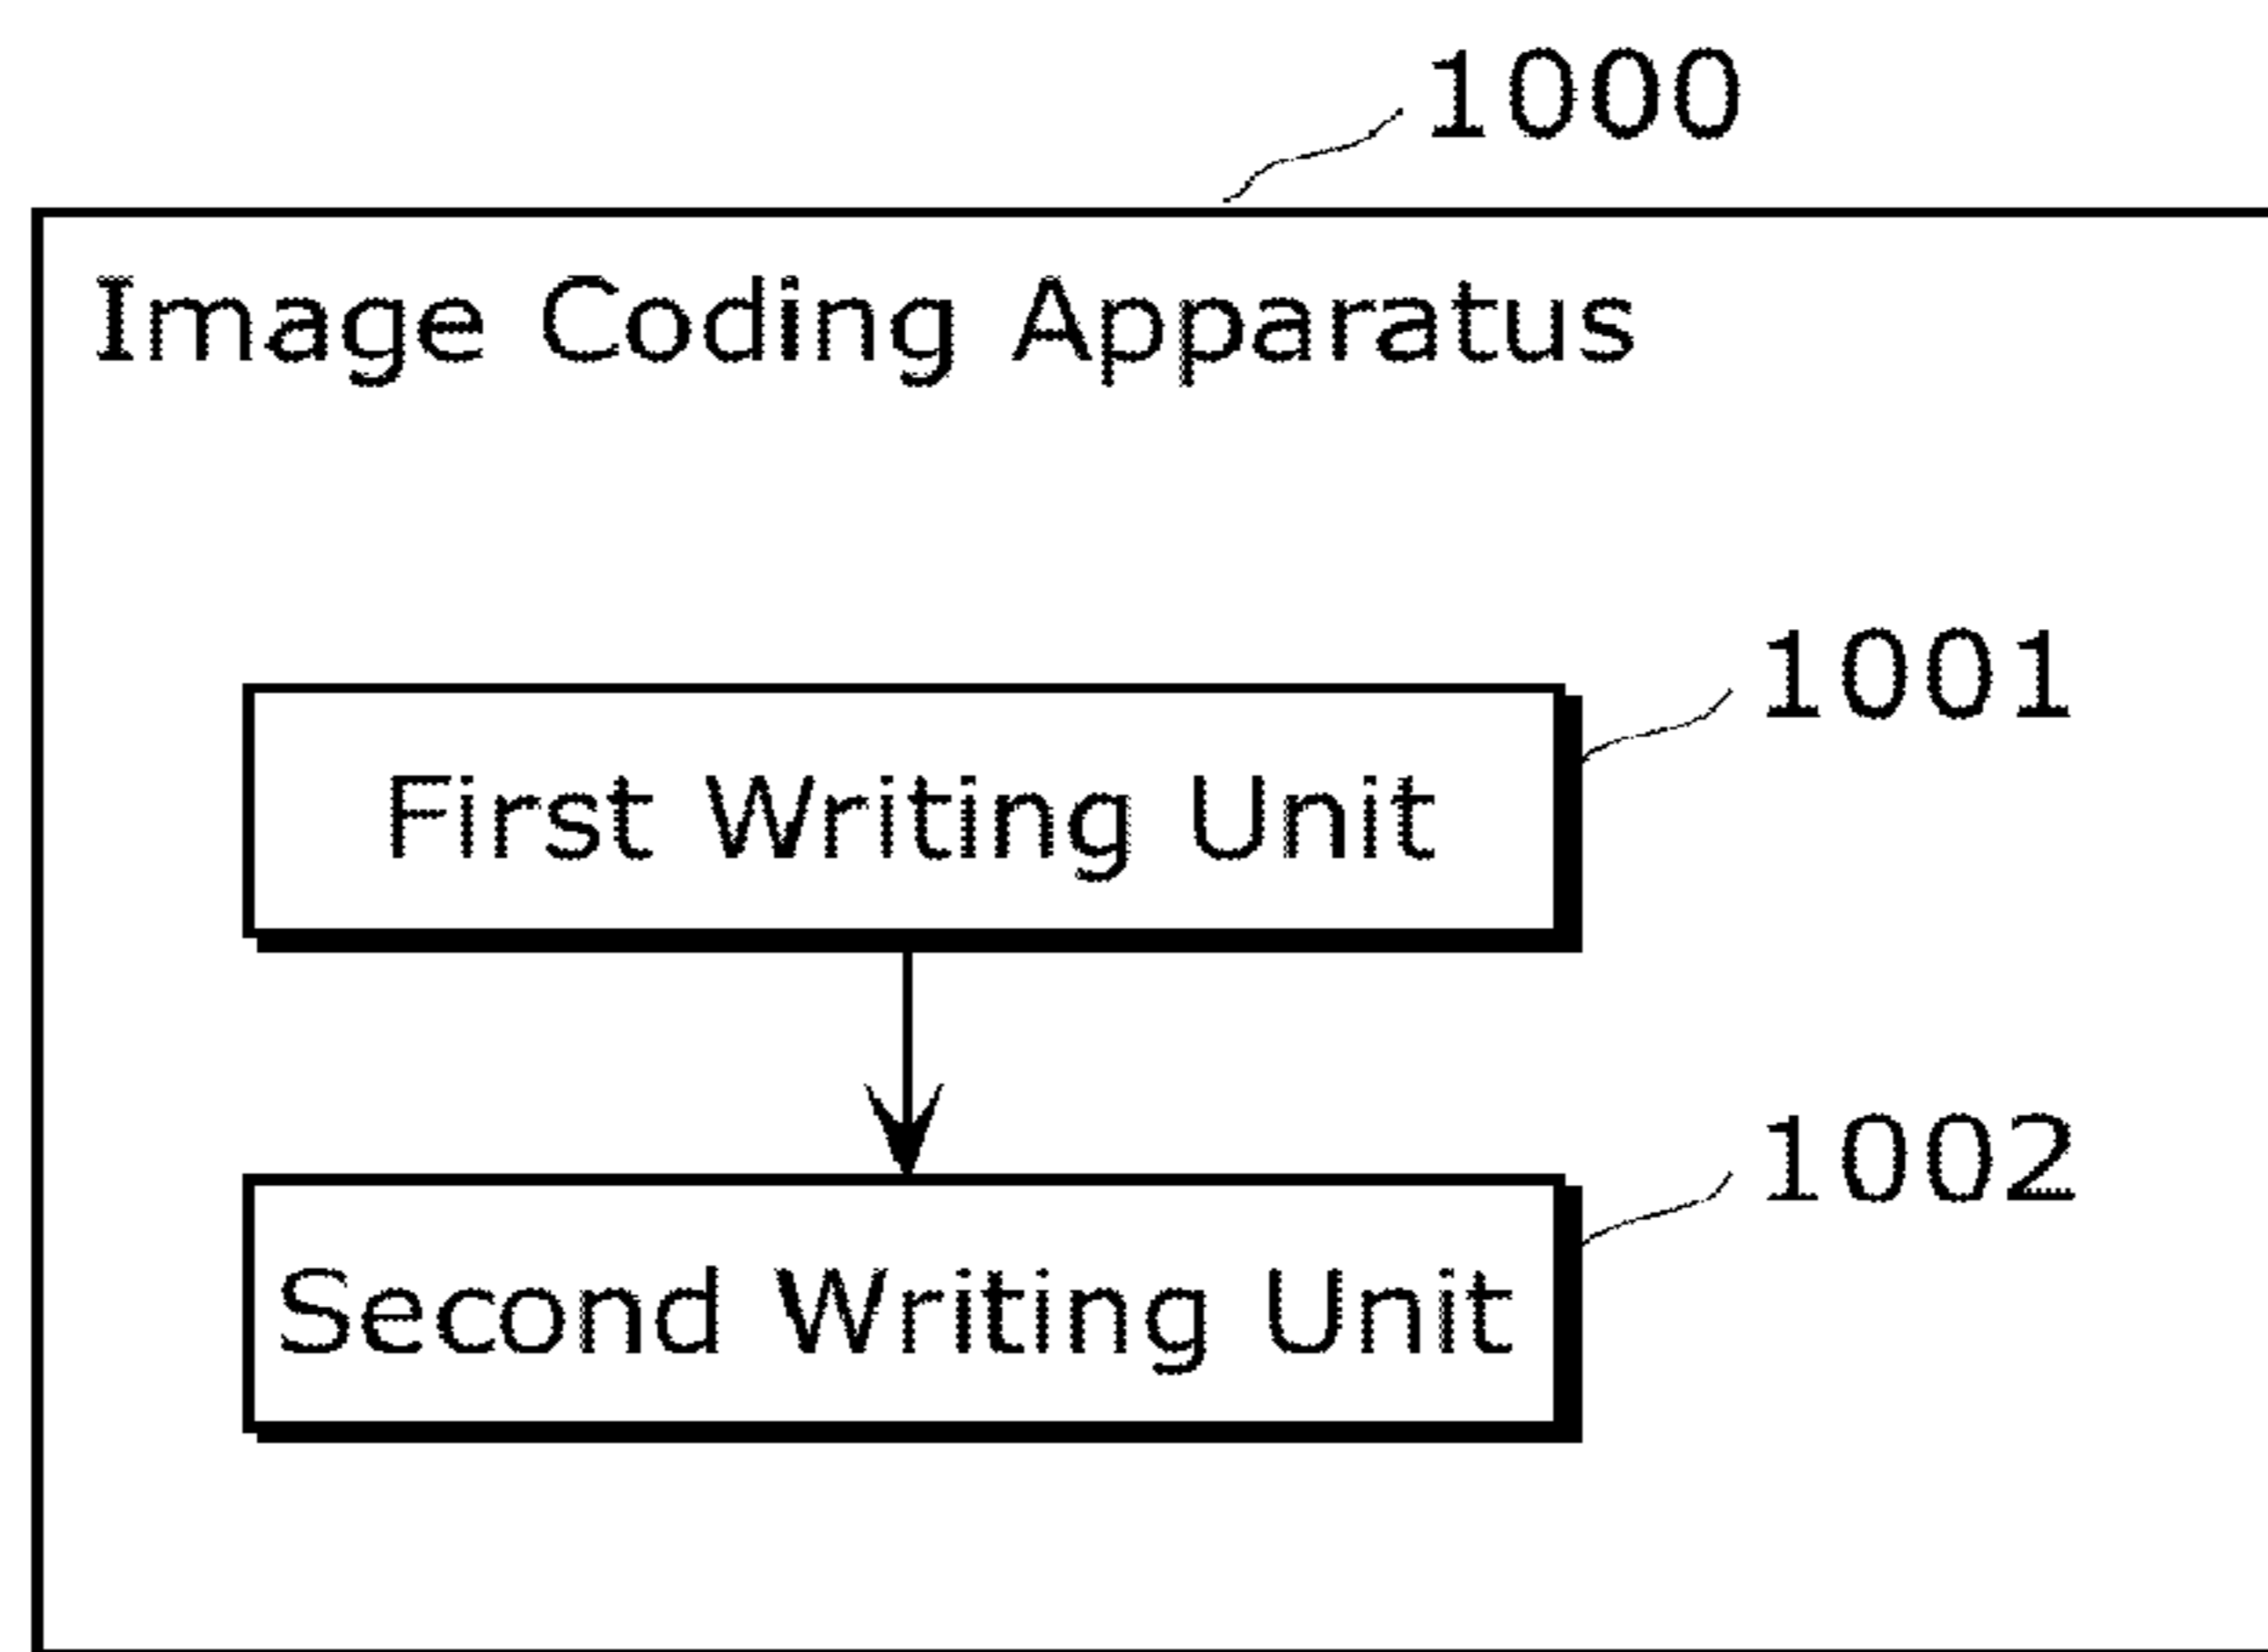 1000
Image Coding Apparatus
1001
First Writing Unit
1002
Second Writing Unit